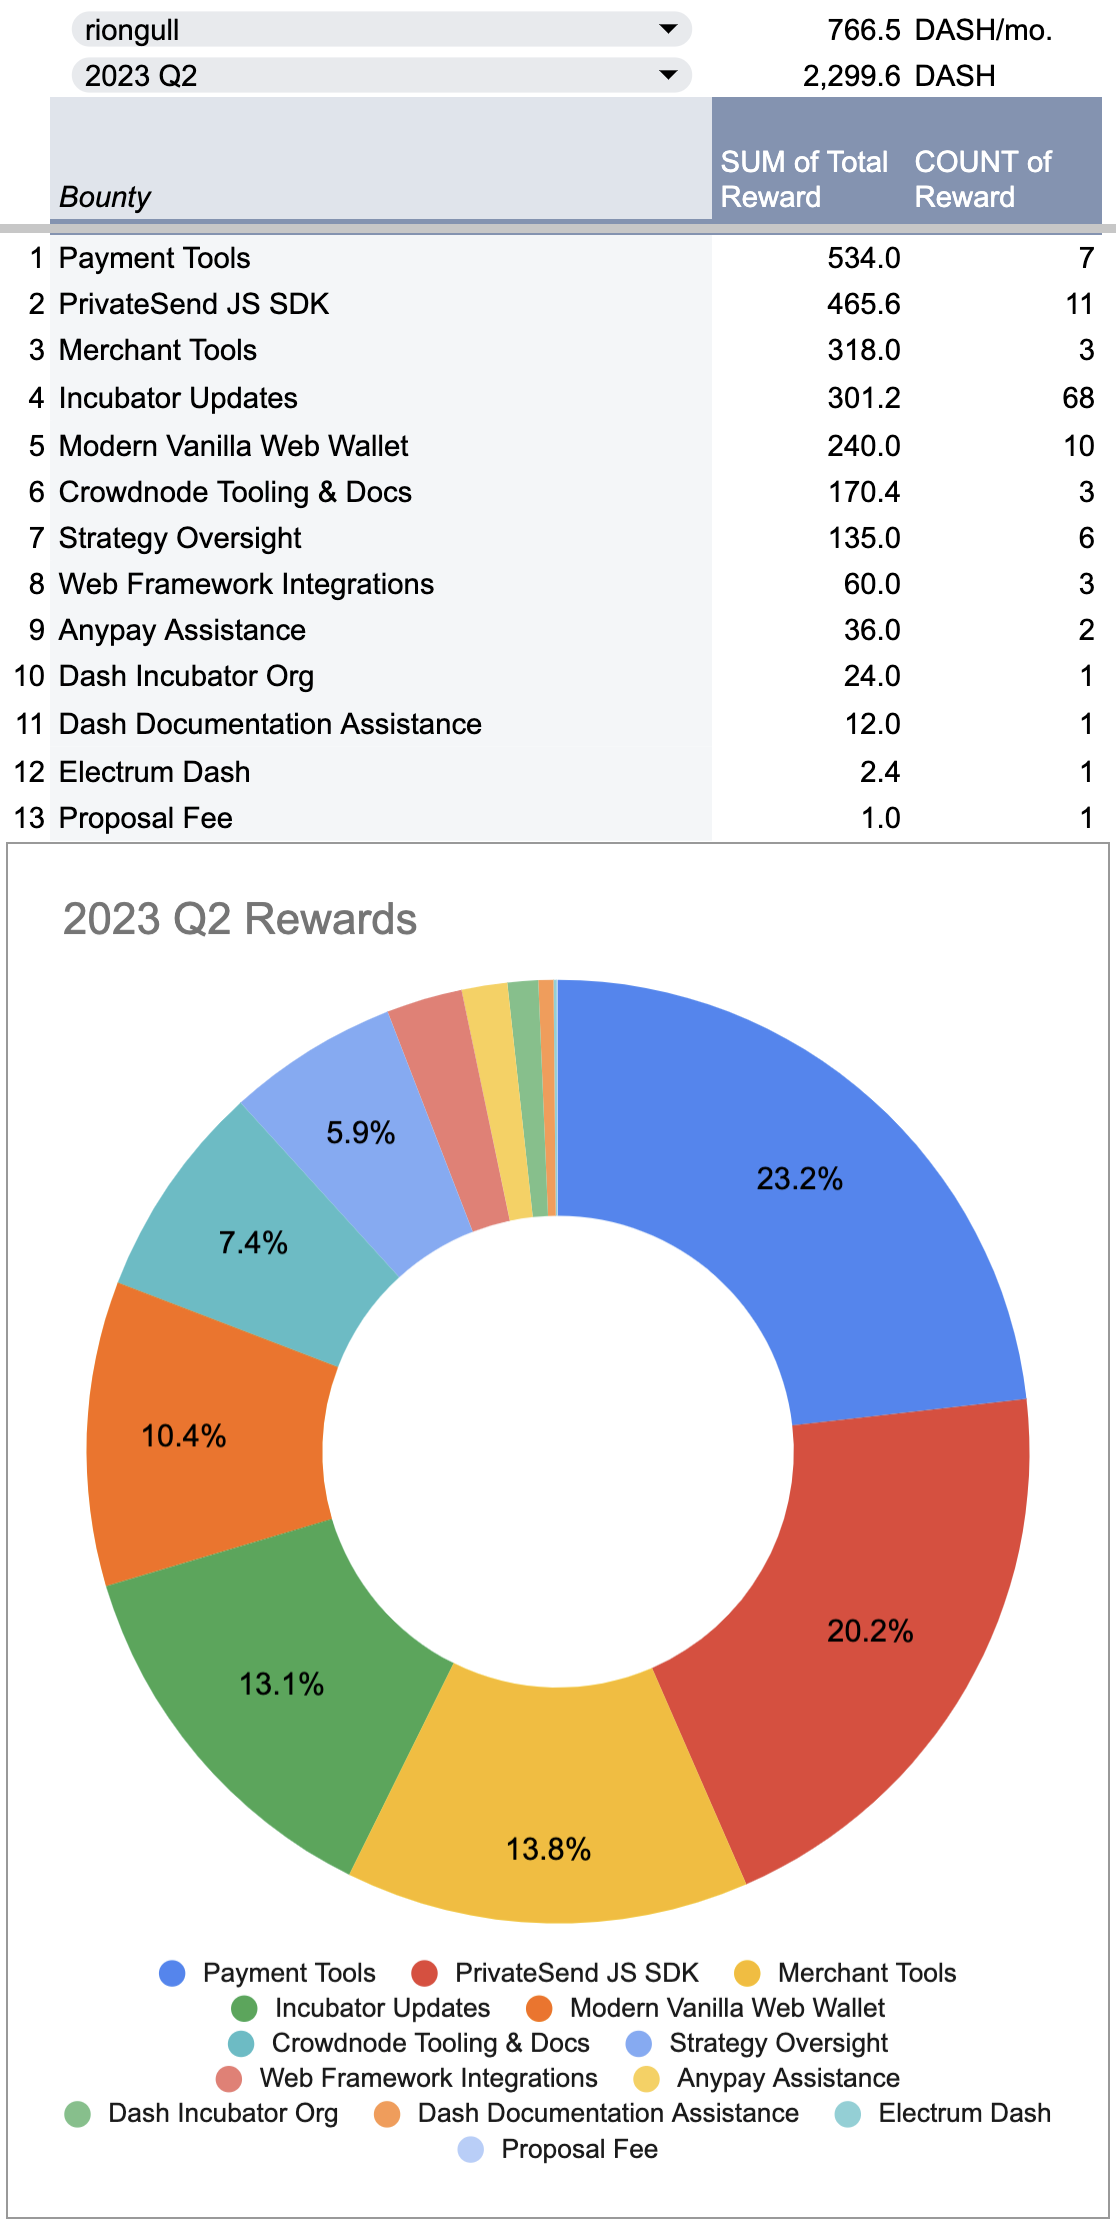 riongull 766.5 DASH/mo.
2023 Q2 2,299.6 DASH
Bounty SUM of Total Reward COUNT of Reward
1 Payment Tools 534.0 7
2 PrivateSend JS SDK 465.6 11
3 Merchant Tools 318.0 3
4 Incubator Updates 301.2 68
5 Modern Vanilla Web Wallet 240.0 10
6 Crowdnode Tooling & Docs 170.4 3
7 Strategy Oversight 135.0 6
8 Web Framework Integrations 60.0 3
9 Anypay Assistance 36.0 2
10 Dash Incubator Org 24.0 1
11 Dash Documentation Assistance 12.0 1
12 Electrum Dash 2.4 1
13 Proposal Fee 1.0 1
2023 Q2 Rewards
5.9%
23.2%
7.4%
10.4%
20.2%
13.1%
13.8%
Payment Tools PrivateSend JS SDK Merchant Tools
Incubator Updates Modern Vanilla Web Wallet
Crowdnode Tooling & Docs Strategy Oversight
Web Framework Integrations Anypay Assistance
Dash Incubator Org Dash Documentation Assistance Electrum Dash
Proposal Fee